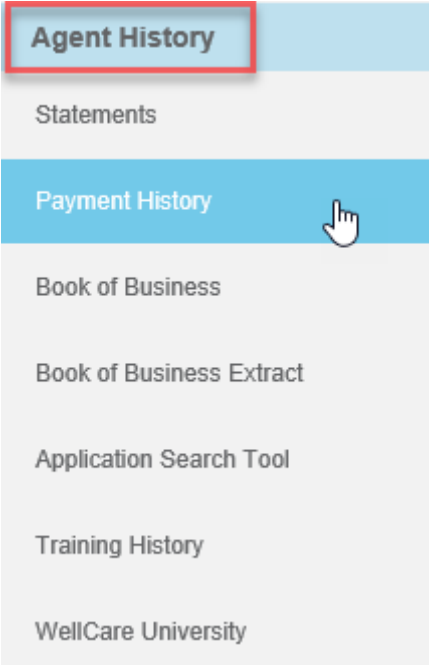 Agent History
Statements
Payment History
Book of Business
Book of Business Extract
Application Search Tool
Training History
WellCare University